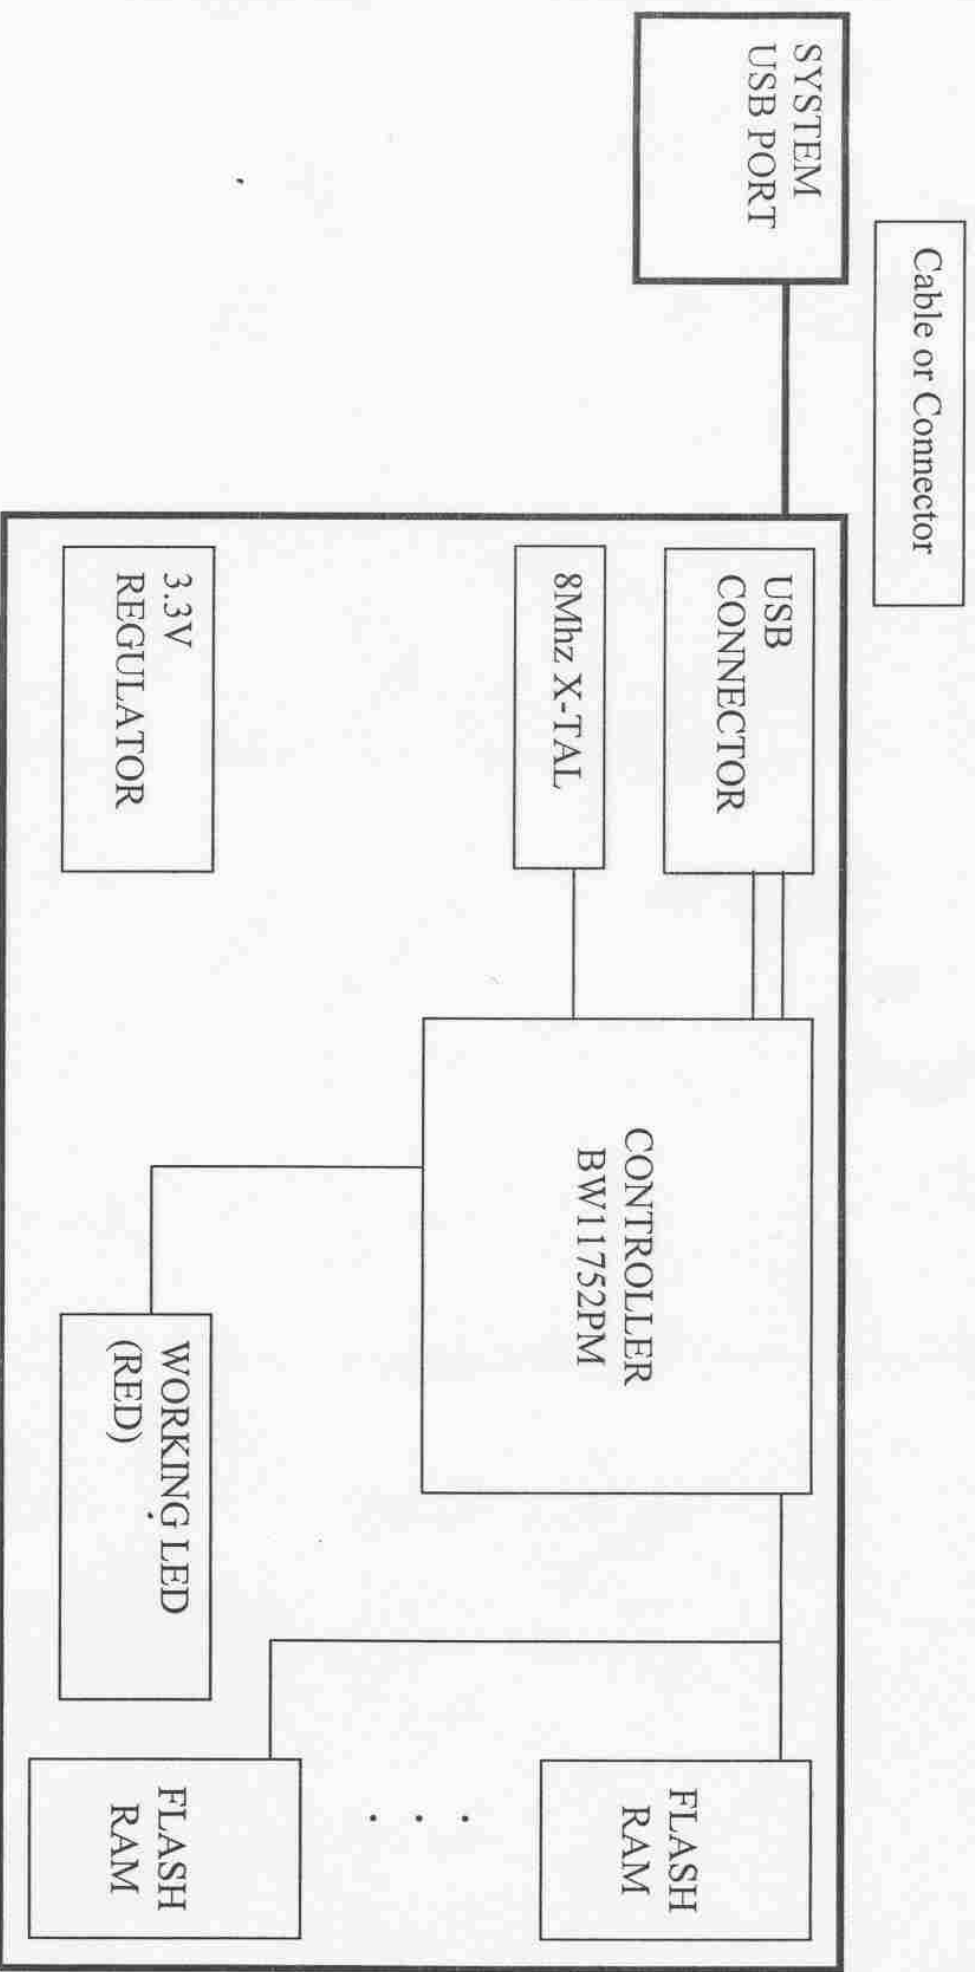 Cable or Connector
SYSTEM
USB PORT
USB
CONNECTOR
8Mhz X-TAL
3.3V
REGULATOR
CONTROLLER
BW11752PM
WORKING LED
(RED)
FLASH
RAM
. . .
FLASH
RAM